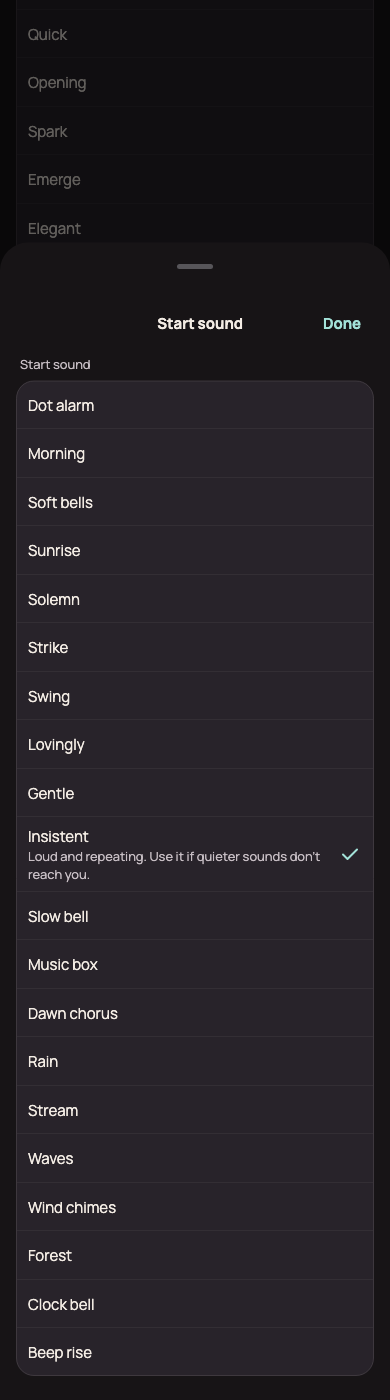 Quick
Opening
Spark
Emerge
Elegant
Start sound
Done
Start sound
Dot alarm
Morning
Soft bells
Sunrise
Solemn
Strike
Swing
Lovingly
Gentle
Insistent
Loud and repeating. Use it if quieter sounds don't
reach you.
Slow bell
Music box
Dawn chorus
Rain
Stream
Waves
Wind chimes
Forest
Clock bell
Beep rise